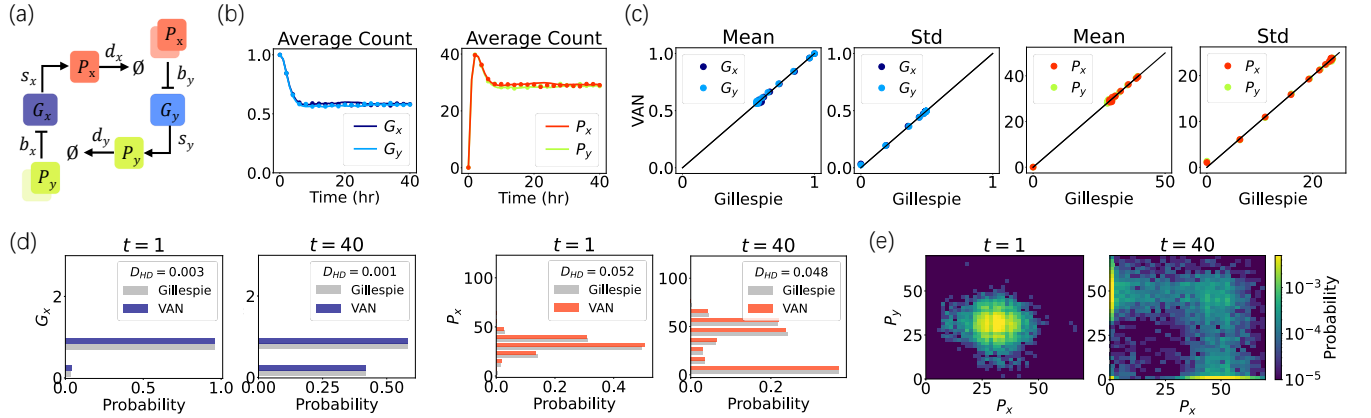 (a)
P_x
d_x
∅
P_x
s_x
b_y
G_x
G_y
b_x
d_y
s_y
∅
P_y
P_y
(b)
Average Count
1.0
0.5
0.0
G_x
G_y
0
20
40
Time (hr)
Average Count
40
20
0
P_x
P_y
0
20
40
Time (hr)
(c)
Mean
VAN
1.0
0.5
0.0
G_x
G_y
0
1
Gillespie
Std
1.0
0.5
0.0
G_x
G_y
0
1
Gillespie
Mean
40
20
0
P_x
P_y
0
50
Gillespie
Std
20
10
0
P_x
P_y
0
20
Gillespie
(d)
t = 1
G_x
2
0
D_HD = 0.003
Gillespie
VAN
0.0
0.5
1.0
Probability
t = 40
2
0
D_HD = 0.001
Gillespie
VAN
0.00
0.25
0.50
Probability
t = 1
P_x
100
50
0
D_HD = 0.052
Gillespie
VAN
0.0
0.2
0.4
Probability
t = 40
100
50
0
D_HD = 0.048
Gillespie
VAN
0.0
0.2
Probability
(e)
t = 1
P_y
50
25
0
0
25
50
P_x
t = 40
50
25
0
0
25
50
P_x
10^−3
10^−4
10^−5
Probability